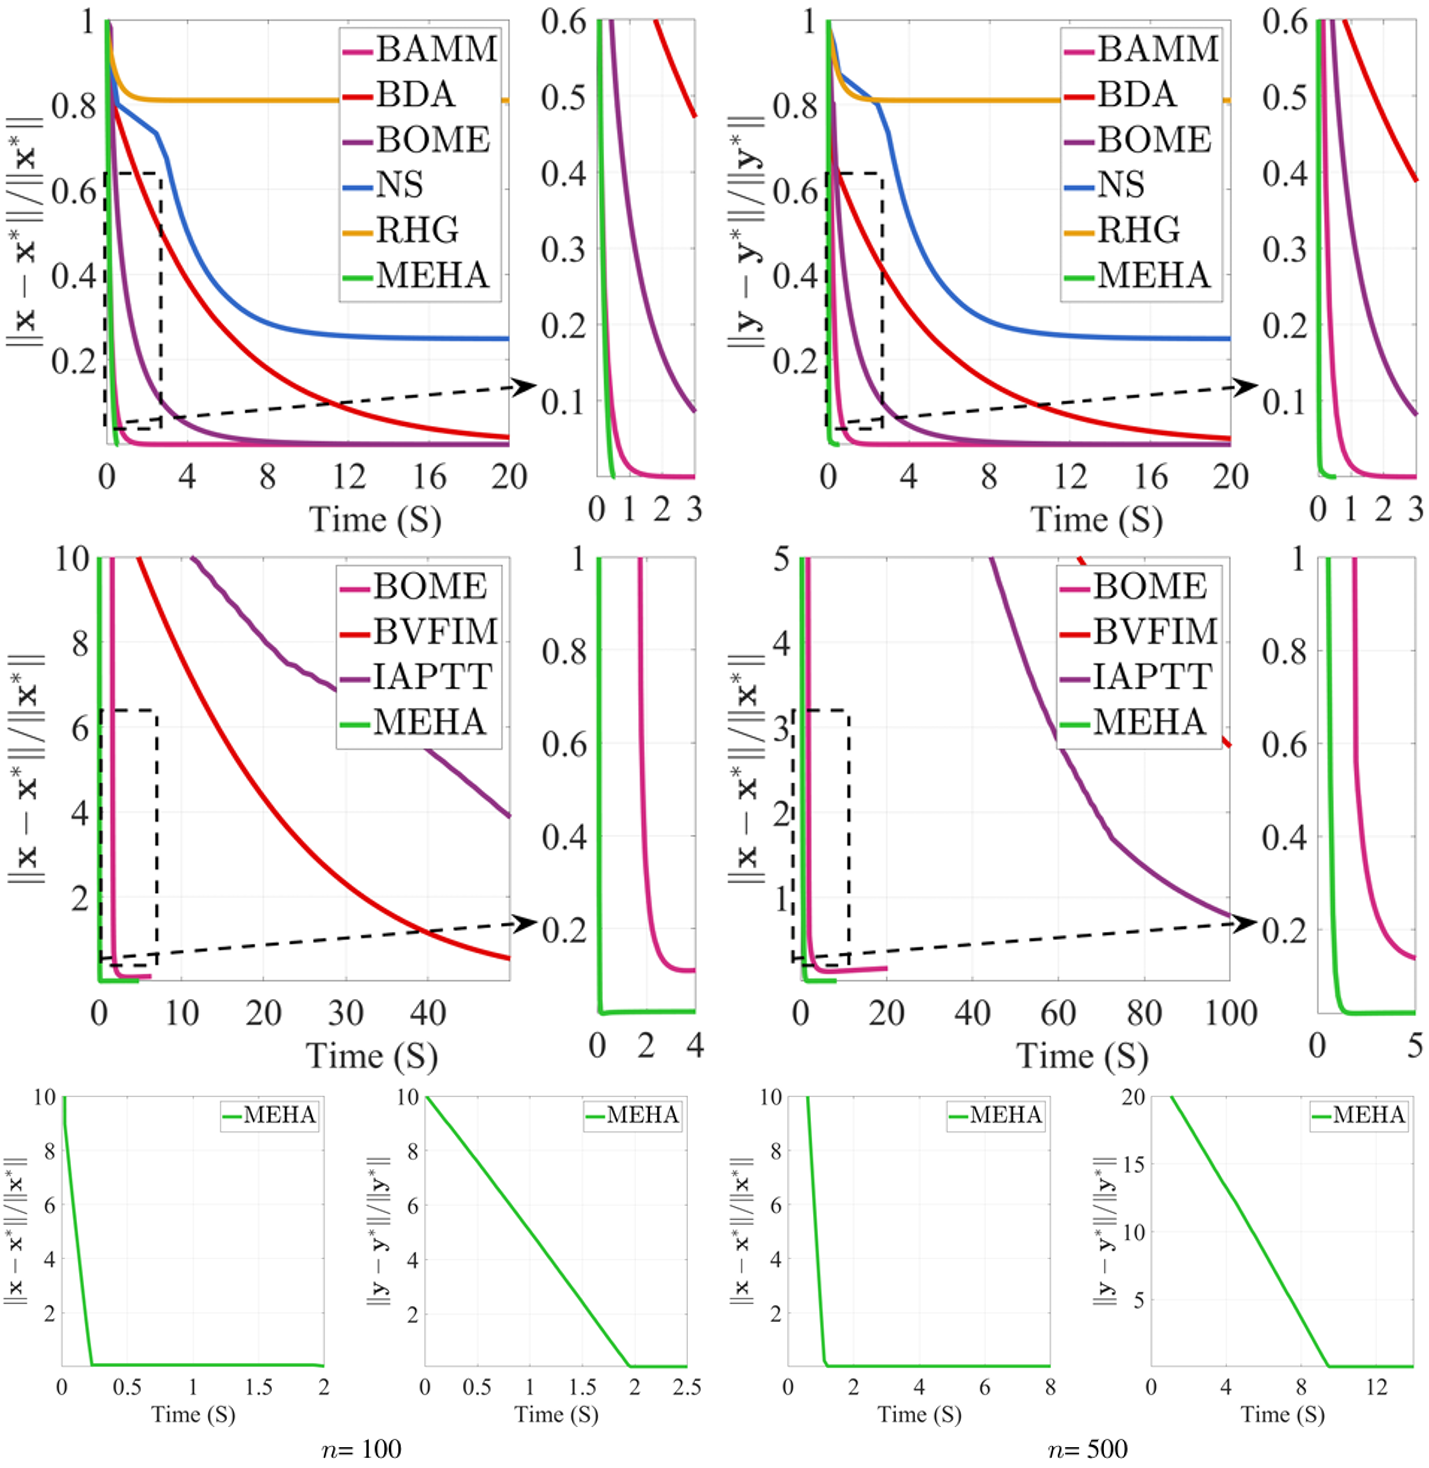 1
0.8
0.6
0.4
0.2
0 4 8 12 16 20
Time (S)
||x − x*||/||x*||
BAMM
BDA
BOME
NS
RHG
MEHA
0.6
0.5
0.4
0.3
0.2
0.1
0 1 2 3
1
0.8
0.6
0.4
0.2
0 4 8 12 16 20
Time (S)
||y − y*||/||y*||
BAMM
BDA
BOME
NS
RHG
MEHA
0.6
0.5
0.4
0.3
0.2
0.1
0 1 2 3
10
8
6
4
2
0 10 20 30 40
Time (S)
||x − x*||/||x*||
BOME
BVFIM
IAPTT
MEHA
1
0.8
0.6
0.4
0.2
0 2 4
5
4
3
2
1
0 20 40 60 80 100
Time (S)
||x − x*||/||x*||
BOME
BVFIM
IAPTT
MEHA
1
0.8
0.6
0.4
0.2
0 5
10
8
6
4
2
0 0.5 1 1.5 2
Time (S)
||x − x*||/||x*||
MEHA
10
8
6
4
2
0 0.5 1 1.5 2 2.5
Time (S)
||y − y*||/||y*||
MEHA
10
8
6
4
2
0 2 4 6 8
Time (S)
||x − x*||/||x*||
MEHA
20
15
10
5
0 4 8 12
Time (S)
||y − y*||/||y*||
MEHA
n= 100
n= 500